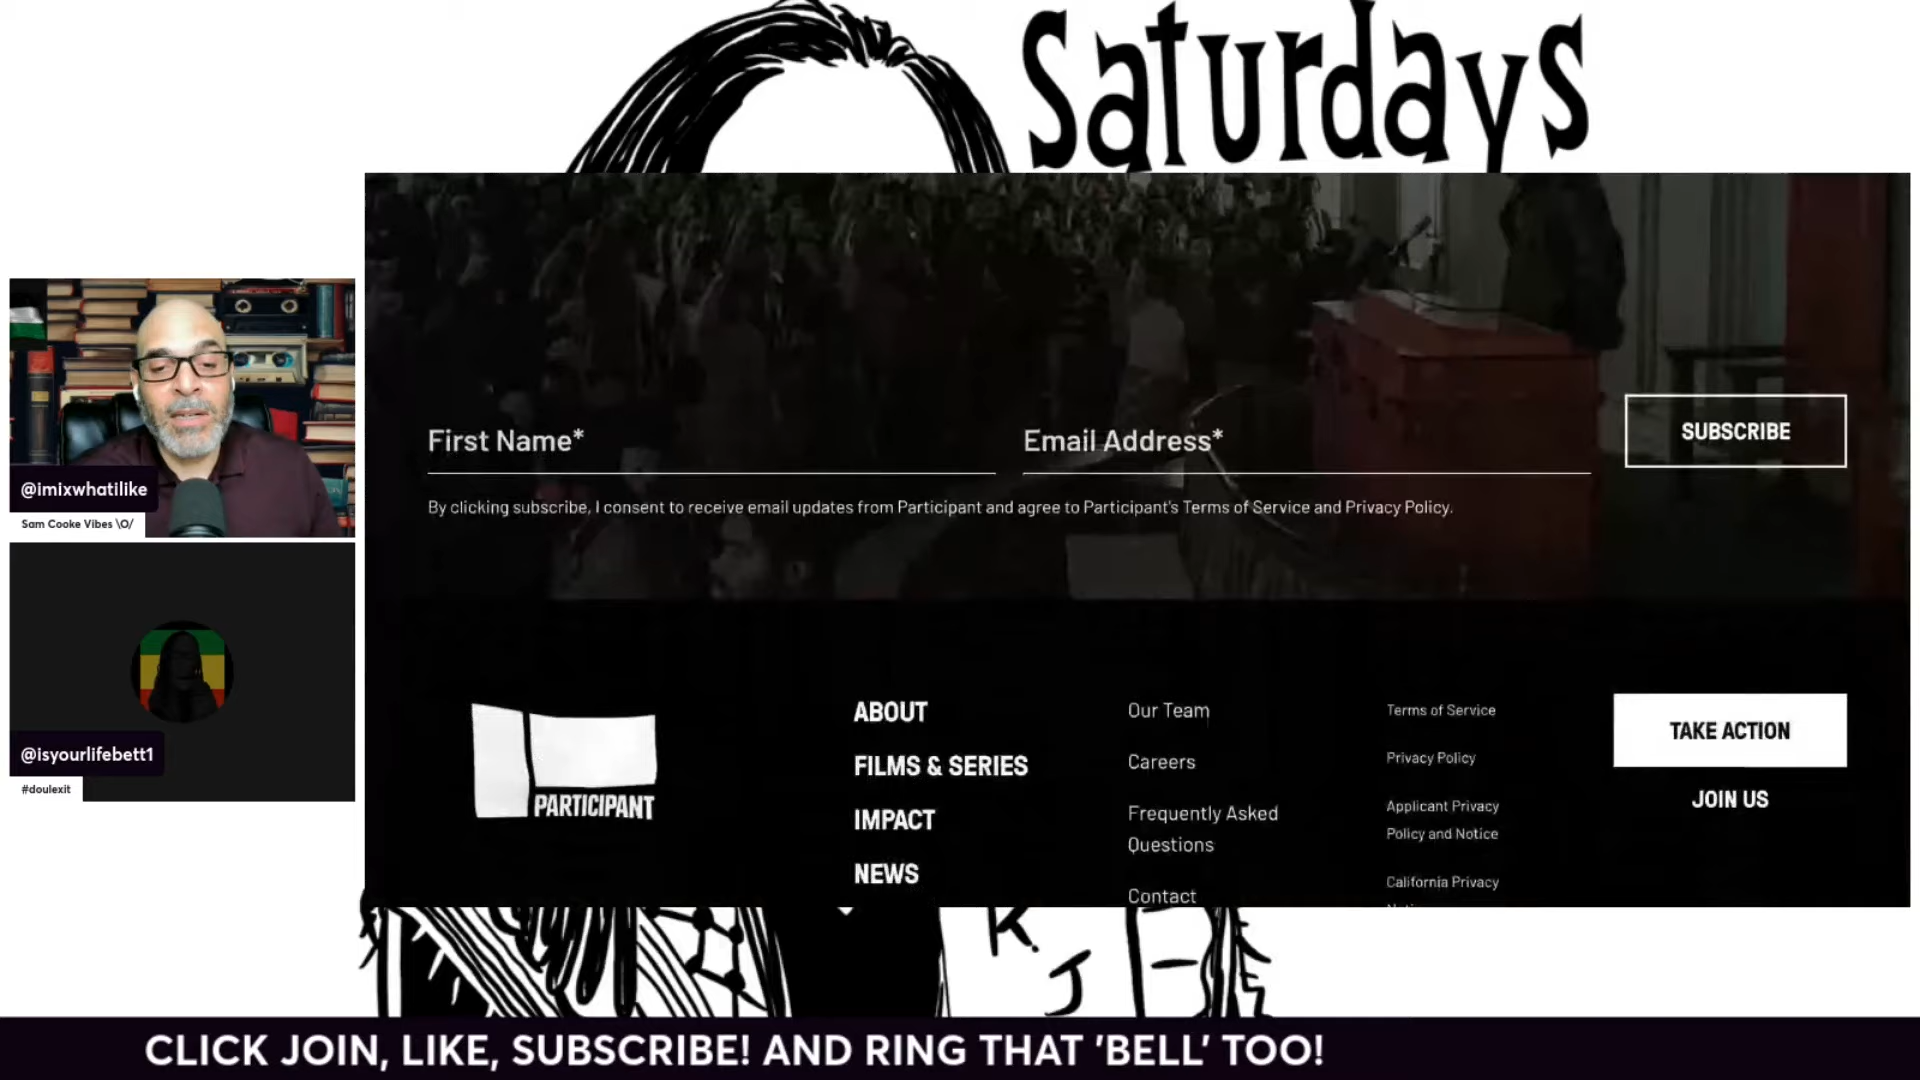 Saturdays
First Name*
Email Address*
SUBSCRIBE
By clicking subscribe, I consent to receive email updates from Participant and agree to Participant's Terms of Service and Privacy Policy.
@imixwhatilike
Sam Cooke Vibes \O/
@isyourlifebett1
#doulexit
PARTICIPANT
ABOUT
FILMS & SERIES
IMPACT
NEWS
Our Team
Careers
Frequently Asked
Questions
Contact
Terms of Service
Privacy Policy
Applicant Privacy
Policy and Notice
California Privacy
TAKE ACTION
JOIN US
CLICK JOIN, LIKE, SUBSCRIBE! AND RING THAT 'BELL' TOO!